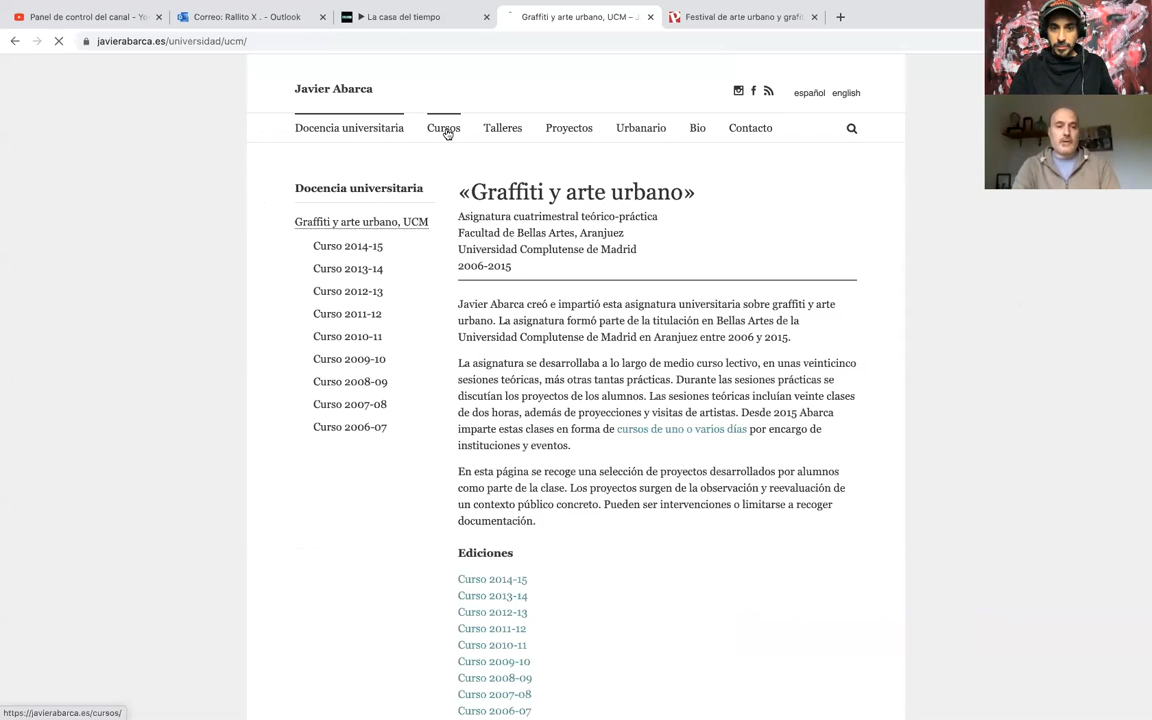 Panel de control del canal - Yo
Correo: Rallito X . - Outlook
La casa del tiempo
Graffiti y arte urbano, UCM – J
Festival de arte urbano y grafit
javierabarca.es/universidad/ucm/
Javier Abarca
español english
Docencia universitaria Cursos Talleres Proyectos Urbanario Bio Contacto
Docencia universitaria
Graffiti y arte urbano, UCM
Curso 2014-15
Curso 2013-14
Curso 2012-13
Curso 2011-12
Curso 2010-11
Curso 2009-10
Curso 2008-09
Curso 2007-08
Curso 2006-07
«Graffiti y arte urbano»
Asignatura cuatrimestral teórico-práctica
Facultad de Bellas Artes, Aranjuez
Universidad Complutense de Madrid
2006-2015
Javier Abarca creó e impartió esta asignatura universitaria sobre graffiti y arte
urbano. La asignatura formó parte de la titulación en Bellas Artes de la
Universidad Complutense de Madrid en Aranjuez entre 2006 y 2015.
La asignatura se desarrollaba a lo largo de medio curso lectivo, en unas veinticinco
sesiones teóricas, más otras tantas prácticas. Durante las sesiones prácticas se
discutían los proyectos de los alumnos. Las sesiones teóricas incluían veinte clases
de dos horas, además de proyecciones y visitas de artistas. Desde 2015 Abarca
imparte estas clases en forma de cursos de uno o varios días por encargo de
instituciones y eventos.
En esta página se recoge una selección de proyectos desarrollados por alumnos
como parte de la clase. Los proyectos surgen de la observación y reevaluación de
un contexto público concreto. Pueden ser intervenciones o limitarse a recoger
documentación.
Ediciones
Curso 2014-15
Curso 2013-14
Curso 2012-13
Curso 2011-12
Curso 2010-11
Curso 2009-10
Curso 2008-09
Curso 2007-08
Curso 2006-07
https://javierabarca.es/cursos/